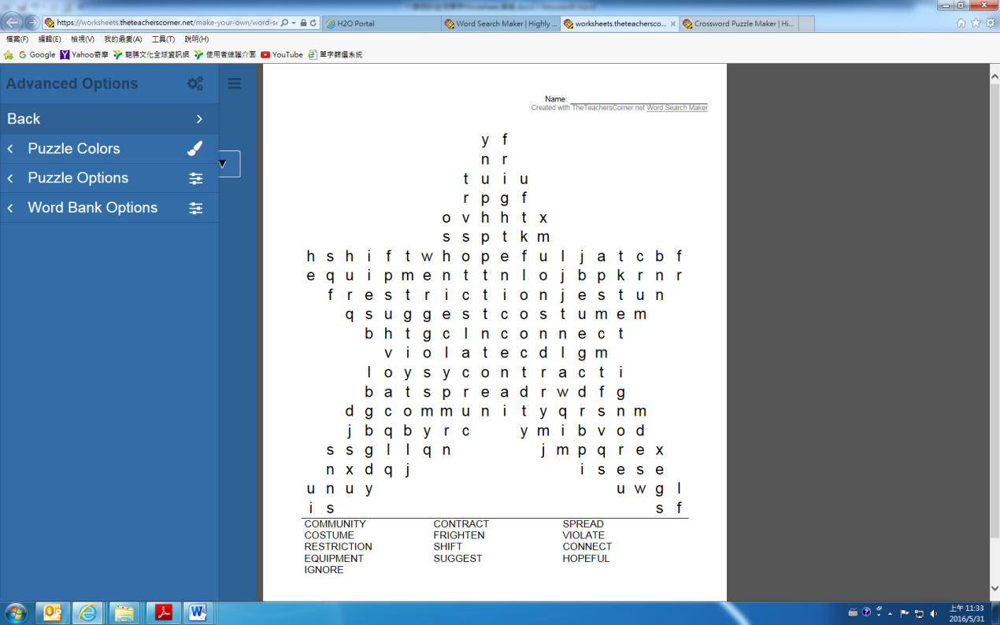 https://worksheets.theteacherscorner.net/make-your-own/word-se
H2O Portal
Word Search Maker | Highly ...
worksheets.theteachersco...
Crossword Puzzle Maker | Hi...
檔案(F) 編輯(E) 檢視(V) 我的最愛(A) 工具(T) 說明(H)
Google Yahoo奇摩 龍騰文化全球資訊網 使用者維護介面 YouTube 單字篩選系統
Advanced Options
Back
Puzzle Colors
Puzzle Options
Word Bank Options
Name:
Created with TheTeachersCorner.net Word Search Maker
y f
n r
t u i u
r p g f
o v h h t x
s s p t k m
h s h i f t w h o p e f u l j a t c b f
e q u i p m e n t t n l o j b p k r n r
f r e s t r i c t i o n j e s t u n
q s u g g e s t c o s t u m e m
b h t g c l n c o n n e c t
v i o l a t e c d l g m
l o y s y c o n t r a c t i
b a t s p r e a d r w d f g
d g c o m m u n i t y q r s n m
j b q b y r c y m i b v o d
s s g l l q n j m p q r e x
n x d q j i s e s e
u n u y u w g l
i s s f
COMMUNITY CONTRACT SPREAD
COSTUME FRIGHTEN VIOLATE
RESTRICTION SHIFT CONNECT
EQUIPMENT SUGGEST HOPEFUL
IGNORE
上午 11:33
2016/5/31